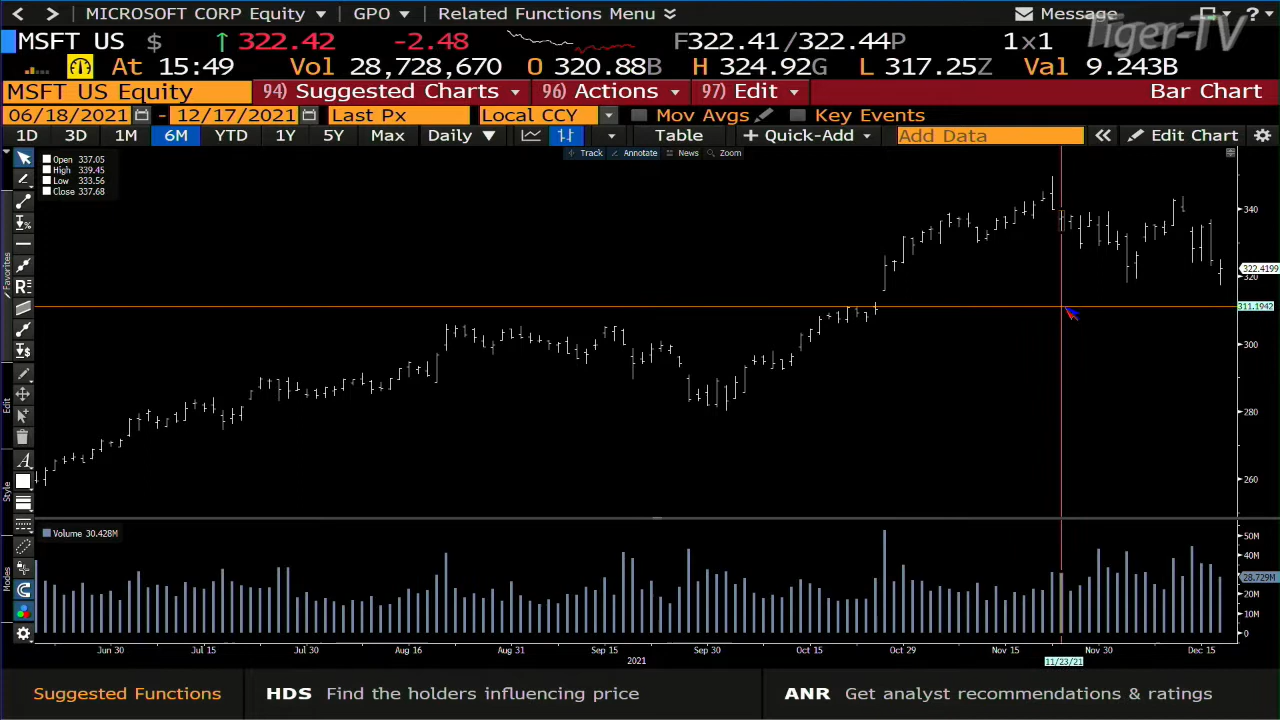 MICROSOFT CORP Equity GPO Related Functions Menu Message ?
Tiger-TV
MSFT US $ ↑ 322.42 -2.48 F322.41/322.44P 1x1
At 15:49 Vol 28,728,670 O 320.88B H 324.92G L 317.25Z Val 9.243B
MSFT US Equity 94) Suggested Charts 96) Actions 97) Edit Bar Chart
06/18/2021 - 12/17/2021 Last Px Local CCY Mov Avgs Key Events
1D 3D 1M 6M YTD 1Y 5Y Max Daily ▼ Table + Quick-Add Add Data « Edit Chart
Track Annotate News Zoom
Open 337.05
High 339.45
Low 333.56
Close 337.68
340
322.4199
320
311.1942
300
280
260
Favorites
Edit
Style
Modes
Volume 30.428M
50M
40M
28.729M
20M
10M
0
Jun 30 Jul 15 Jul 30 Aug 16 Aug 31 Sep 15 Sep 30 Oct 15 Oct 29 Nov 15 Nov 30 Dec 15
2021 11/23/21
Suggested Functions HDS Find the holders influencing price ANR Get analyst recommendations & ratings